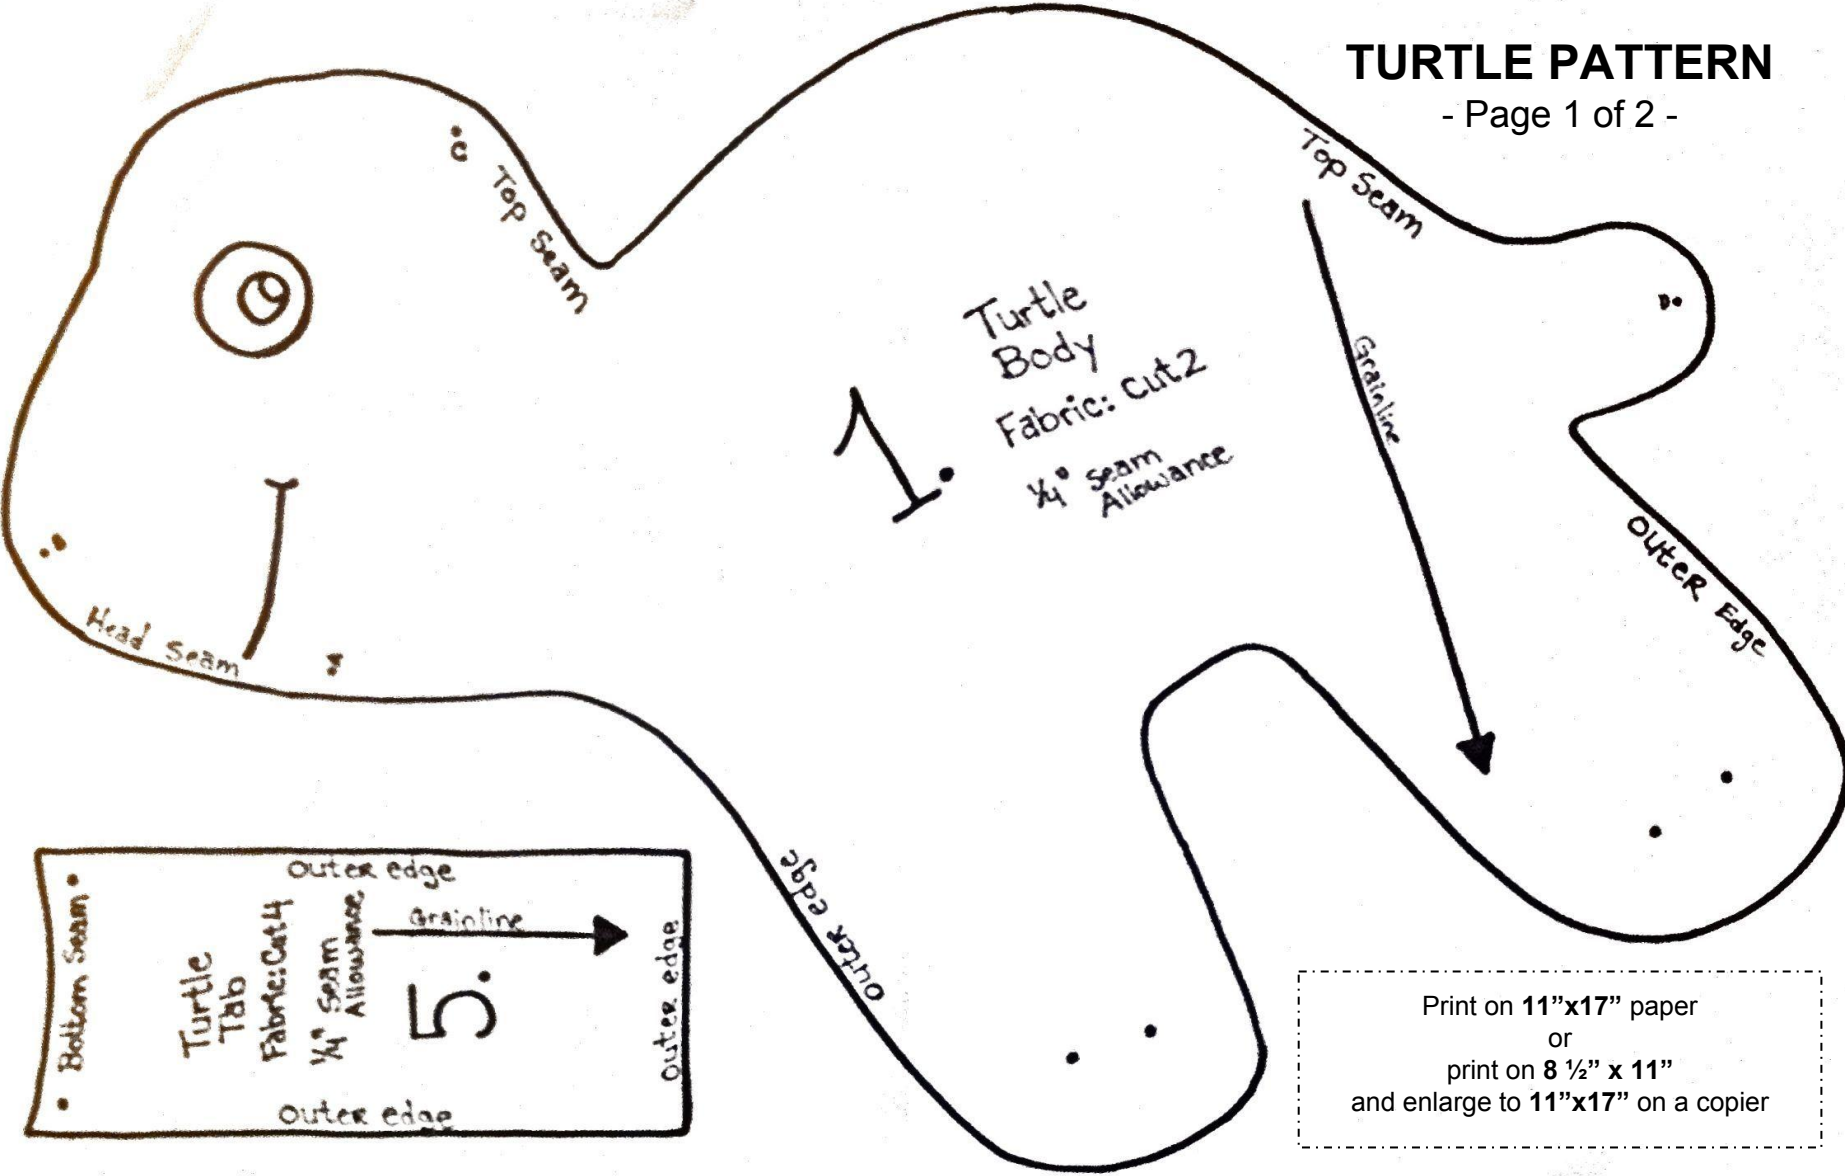 TURTLE PATTERN
- Page 1 of 2 -
C
Top Seam
Top Seam
D
Turtle
Body
Fabric: Cut2
1/4" Seam
Allowance
1.
Grainline
OUteR Edge
B
Head Seam
A
Outer edge
Outer edge
Grainline
Bottom Seam
Turtle
Tab
Fabric: Cut4
1/4" Seam
Allowance
5.
Outer edge
Outer edge
Print on 11”x17” paper
or
print on 8 ½” x 11”
and enlarge to 11”x17” on a copier